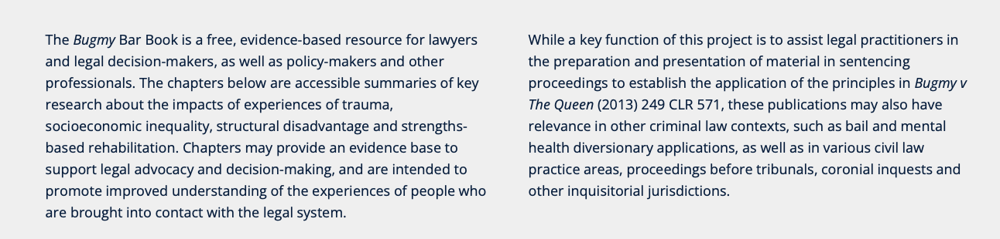 The Bugmy Bar Book is a free, evidence-based resource for lawyers
and legal decision-makers, as well as policy-makers and other
professionals. The chapters below are accessible summaries of key
research about the impacts of experiences of trauma,
socioeconomic inequality, structural disadvantage and strengths-
based rehabilitation. Chapters may provide an evidence base to
support legal advocacy and decision-making, and are intended to
promote improved understanding of the experiences of people who
are brought into contact with the legal system.
While a key function of this project is to assist legal practitioners in
the preparation and presentation of material in sentencing
proceedings to establish the application of the principles in Bugmy v
The Queen (2013) 249 CLR 571, these publications may also have
relevance in other criminal law contexts, such as bail and mental
health diversionary applications, as well as in various civil law
practice areas, proceedings before tribunals, coronial inquests and
other inquisitorial jurisdictions.